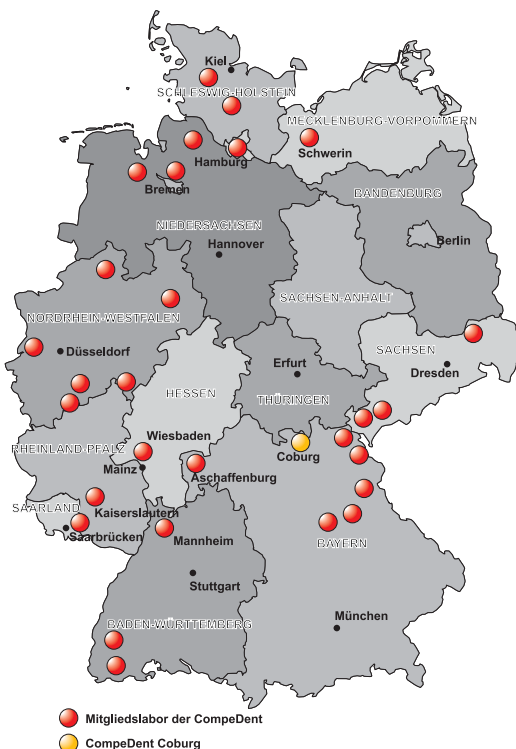 Kiel
SCHLESWIG-HOLSTEIN
MECKLENBURG-VORPOMMERN
Schwerin
Hamburg
Bremen
BANDENBURG
NIEDERSACHSEN
Berlin
Hannover
SACHSEN-ANHALT
NORDRHEIN-WESTFALEN
Düsseldorf
SACHSEN
Dresden
Erfurt
HESSEN
THÜRINGEN
Wiesbaden
RHEINLAND-PFALZ
Coburg
Mainz
Aschaffenburg
SAARLAND
Kaiserslautern
Saarbrücken
Mannheim
BAYERN
Stuttgart
München
BADEN-WÜRTTEMBERG
Mitgliedslabor der CompeDent
CompeDent Coburg